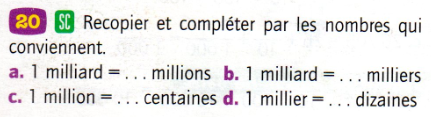 20 SC Recopier et compléter par les nombres qui
conviennent.
a. 1 milliard = ... millions b. 1 milliard = ... milliers
c. 1 million = ... centaines d. 1 millier = ... dizaines